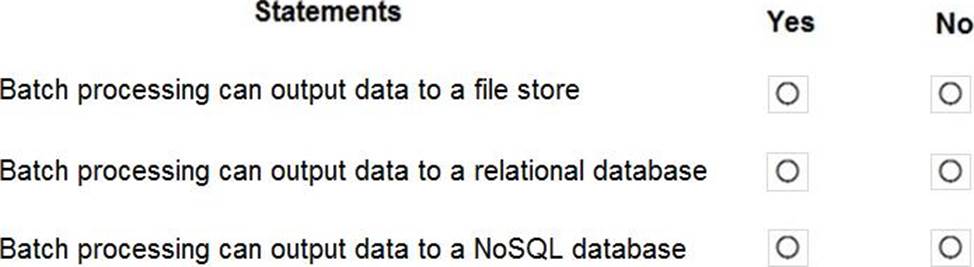 Statements Yes No
Batch processing can output data to a file store
Batch processing can output data to a relational database
Batch processing can output data to a NoSQL database